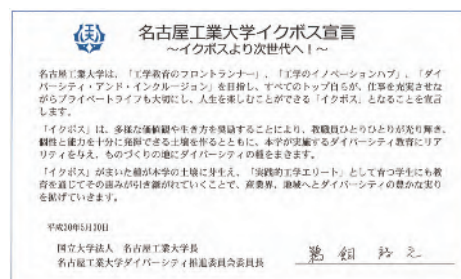 名古屋工業大学イクボス宣言
～イクボスより次世代へ！～
名古屋工業大学は、「工学教育のフロントランナー」、「工学のイノベーションハブ」、「ダイ
バーシティ・アンド・インクルージョン」を目指し、すべてのトップ自らが、仕事を充実させな
がらプライベートライフも大切にし、人生を楽しむことができる「イクボス」となることを宣言
します。
「イクボス」は、多様な価値観や生き方を奨励することにより、教職員ひとりひとりが光り輝き、
個性と能力を十分に発揮できる土壌を作るとともに、本学が実施するダイバーシティ教育にリア
リティを与え、ものづくりの地にダイバーシティの種をまきます。
「イクボス」がまいた種が本学の土壌に芽生え、「実践的工学エリート」として育つ学生にも教
育を通じてその歩みが引き継がれていくことで、産業界、地域へとダイバーシティの豊かな実り
を拡げていきます。
平成30年5月30日
国立大学法人　名古屋工業大学長
名古屋工業大学ダイバーシティ推進委員会委員長
鵜飼 裕之